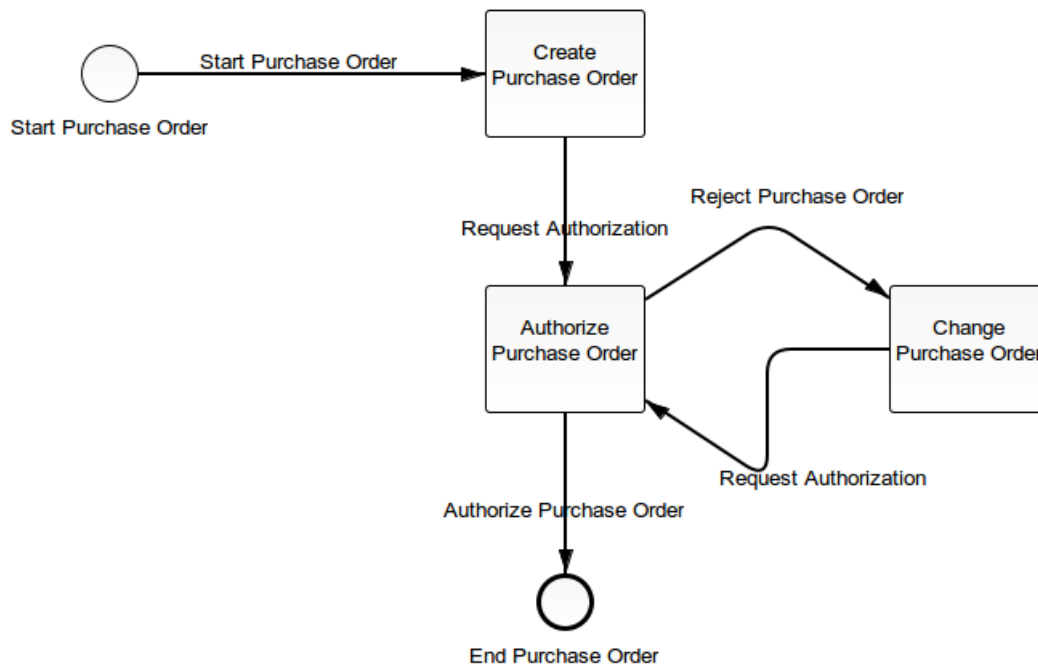 Start Purchase Order
Create
Purchase Order
Start Purchase Order
Request Authorization
Reject Purchase Order
Authorize
Purchase Order
Change
Purchase Order
Request Authorization
Authorize Purchase Order
End Purchase Order